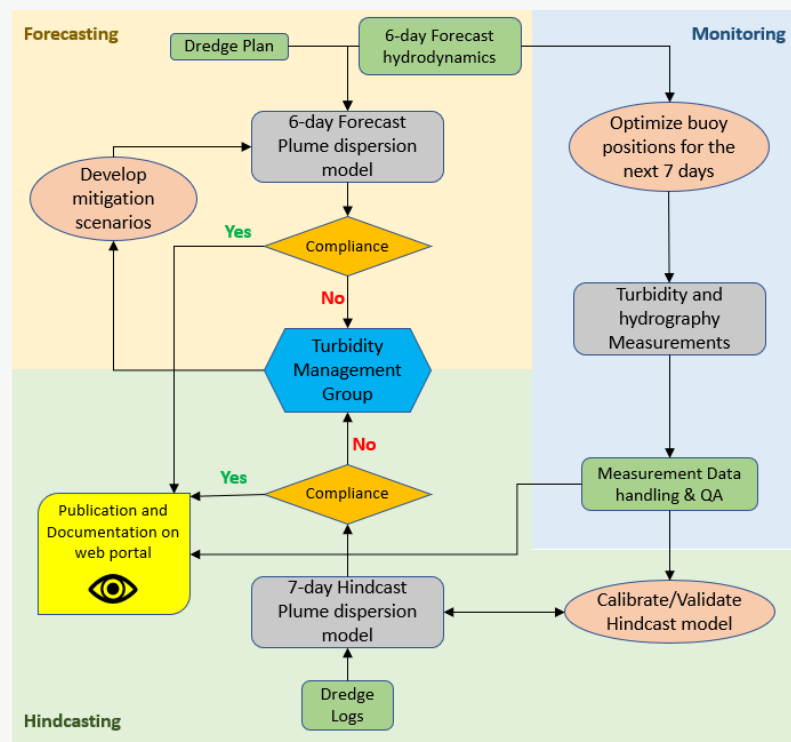 Forecasting
Dredge Plan
6-day Forecast
hydrodynamics
Monitoring
6-day Forecast
Plume dispersion
model
Optimize buoy
positions for the
next 7 days
Develop
mitigation
scenarios
Yes
Compliance
No
Turbidity and
hydrography
Measurements
Turbidity
Management
Group
No
Yes
Compliance
Measurement Data
handling & QA
Publication and
Documentation on
web portal
7-day Hindcast
Plume dispersion
model
Calibrate/Validate
Hindcast model
Dredge
Logs
Hindcasting